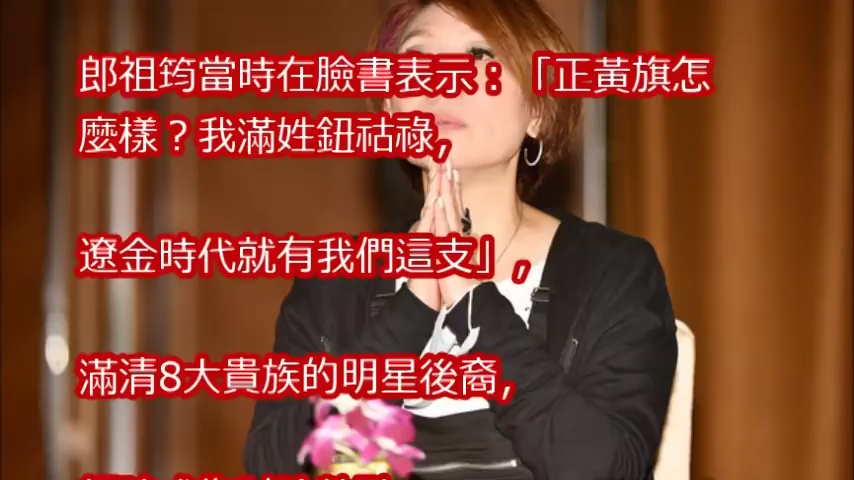 郎祖筠當時在臉書表示：「正黃旗怎
麼樣？我滿姓鈕祜祿,
遼金時代就有我們這支」,
滿清8大貴族的明星後裔,